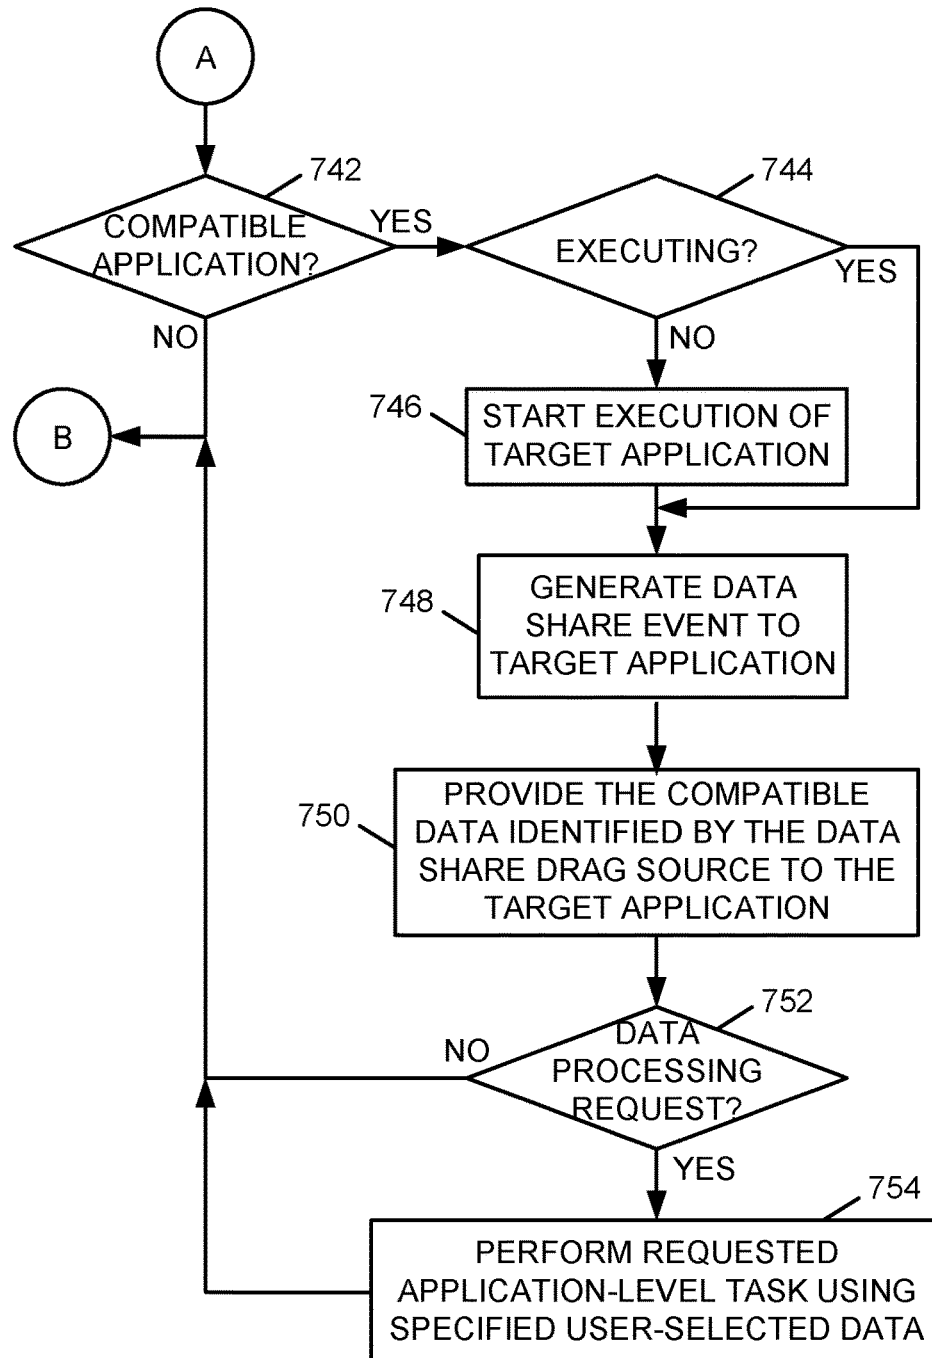 A
742
COMPATIBLE
APPLICATION?
YES
NO
744
EXECUTING?
YES
NO
B
746
START EXECUTION OF
TARGET APPLICATION
748
GENERATE DATA
SHARE EVENT TO
TARGET APPLICATION
750
PROVIDE THE COMPATIBLE
DATA IDENTIFIED BY THE DATA
SHARE DRAG SOURCE TO THE
TARGET APPLICATION
752
DATA
PROCESSING
REQUEST?
NO
YES
754
PERFORM REQUESTED
APPLICATION-LEVEL TASK USING
SPECIFIED USER-SELECTED DATA